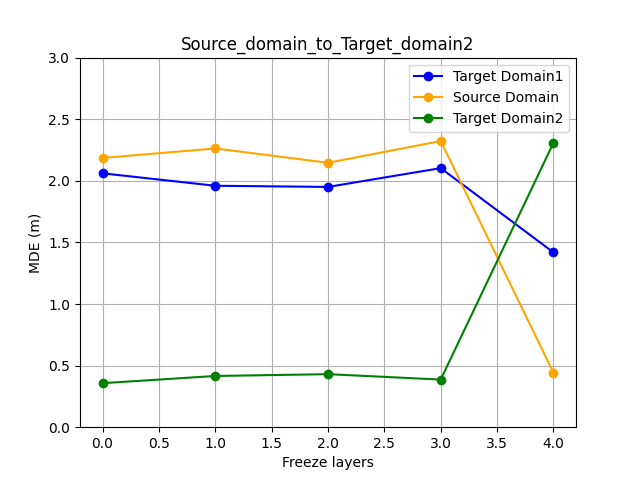 Source_domain_to_Target_domain2
Target Domain1
Source Domain
Target Domain2
3.0
2.5
2.0
1.5
1.0
0.5
0.0
MDE (m)
0.0 0.5 1.0 1.5 2.0 2.5 3.0 3.5 4.0
Freeze layers